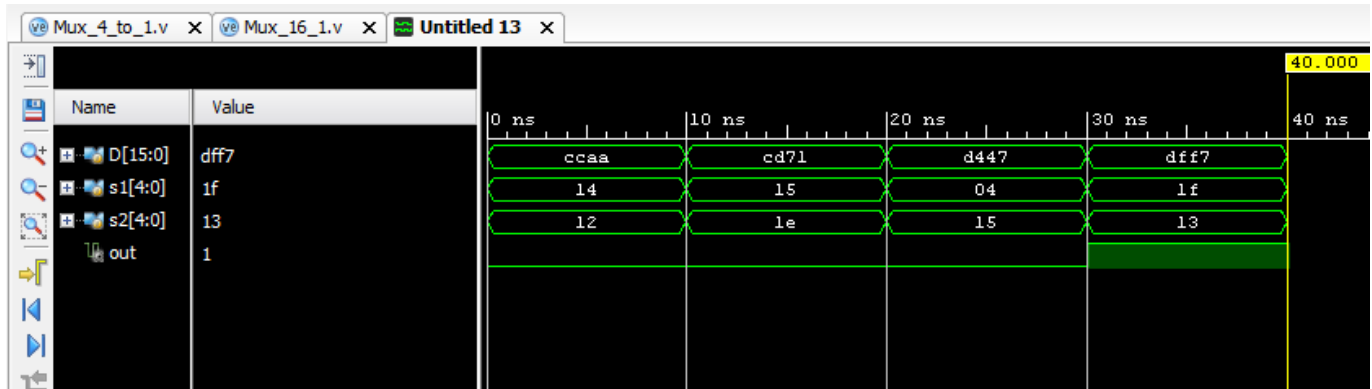 Mux_4_to_1.v X Mux_16_1.v X Untitled 13 X
40.000
Name Value
0 ns 10 ns 20 ns 30 ns 40 ns
D[15:0] dff7 ccaa cd71 d447 dff7
s1[4:0] 1f 14 15 04 1f
s2[4:0] 13 12 1e 15 13
out 1